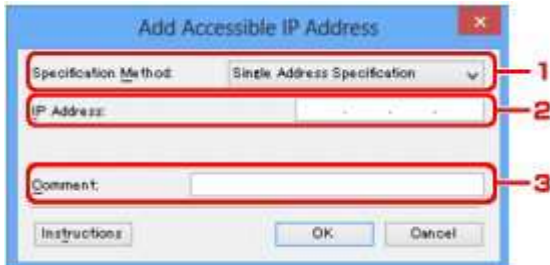 Add Accessible IP Address
×
Specification Method: Single Address Specification 1
IP Address: . . . 2
Comment: 3
Instructions OK Cancel